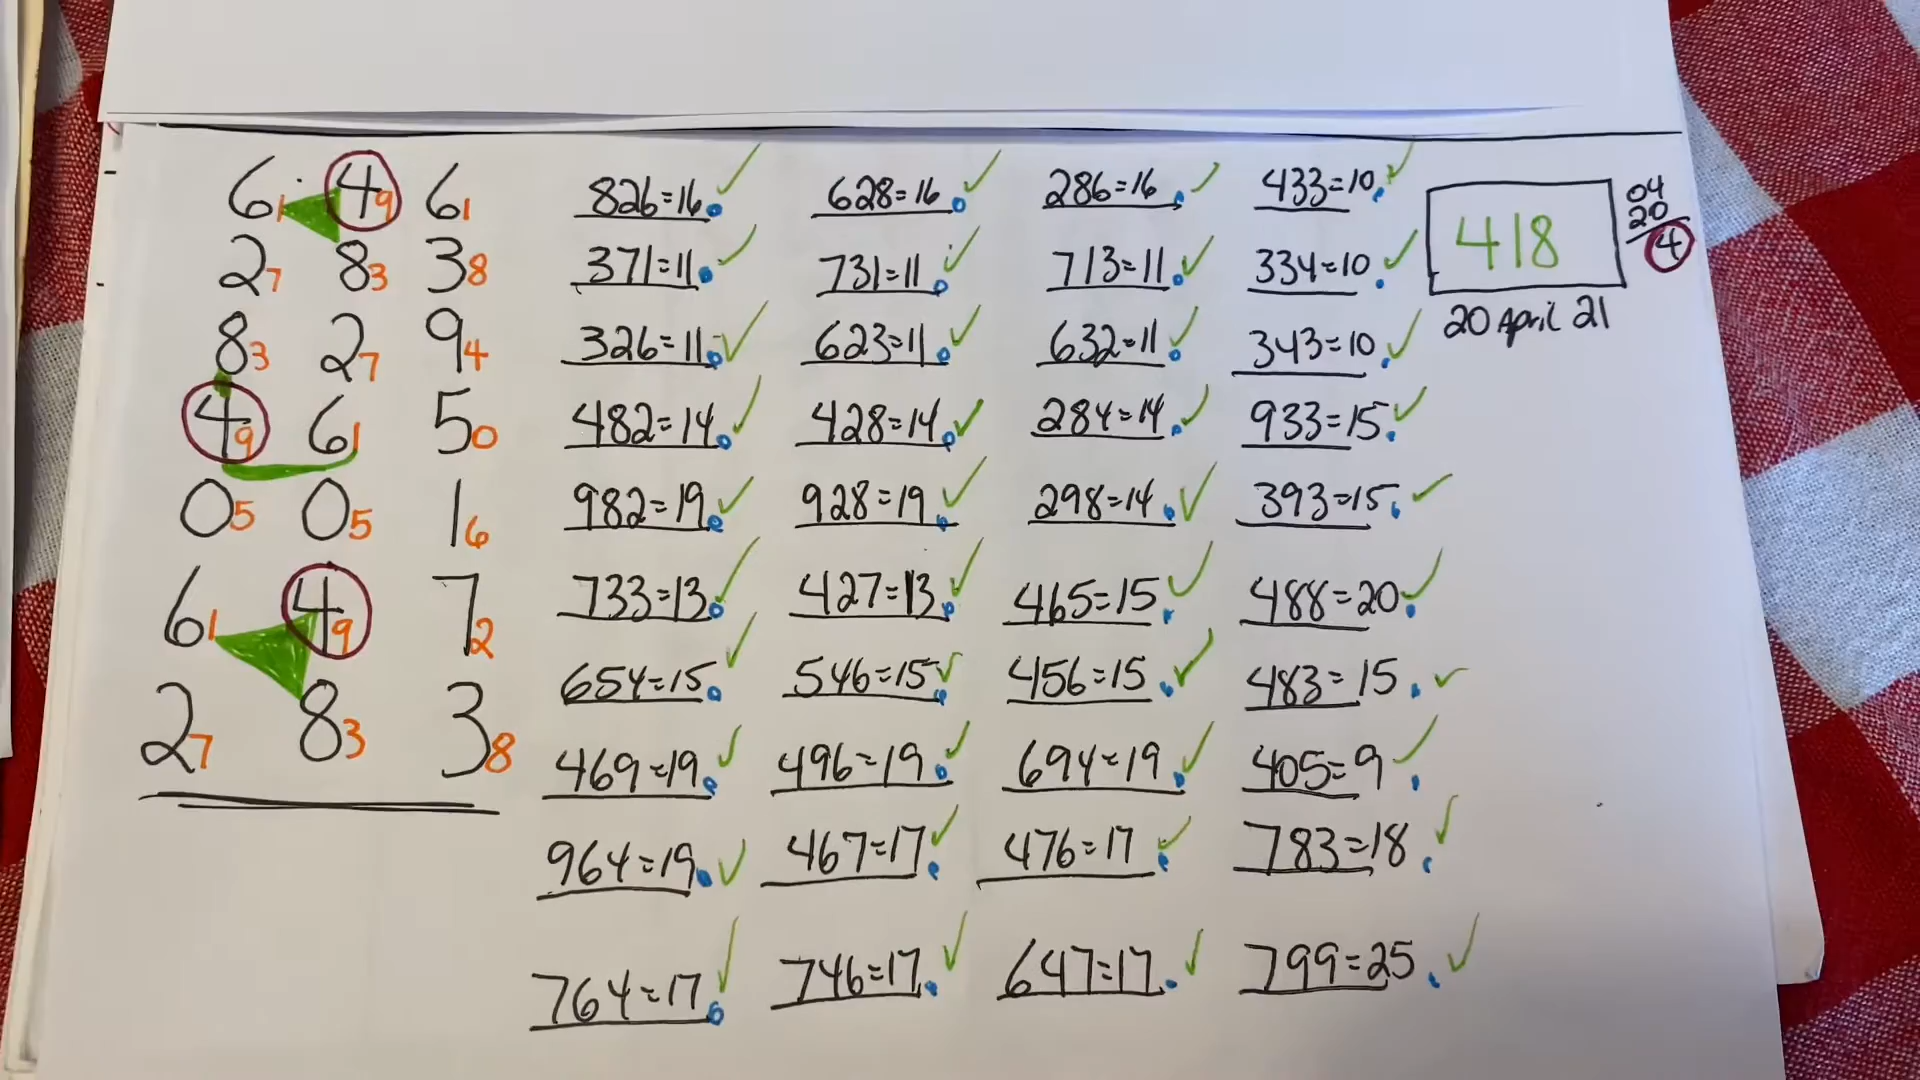 6 1 4 9 6 1
2 7 8 3 3 8
8 3 2 7 9 4
4 9 6 1 5 0
0 5 0 5 1 6
6 1 4 9 7 2
2 7 8 3 3 8
826=16. 628=16. 286=16. 433=10.
371=11. 731=11. 713=11. 334=10.
326=11. 623=11. 632=11. 343=10.
482=14. 428=14. 284=14. 933=15.
982=19. 928=19. 298=14. 393=15.
733=13. 427=13. 465=15. 488=20.
654=15. 546=15. 456=15. 483=15.
469=19. 496=19. 694=19. 405=9.
964=19. 467=17. 476=17. 783=18.
764=17. 746=17. 647=17. 799=25.
418
20 April 21
04
20
4